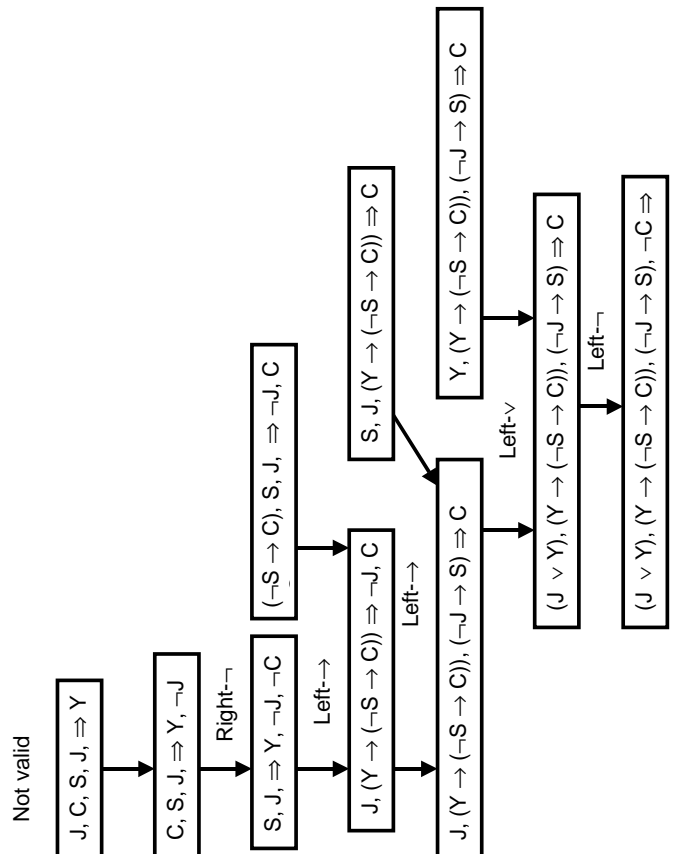 Not valid
J, C, S, J, ⇒ Y
C, S, J, ⇒ Y, ¬J
Right-¬
S, J, ⇒ Y, ¬J, ¬C
(¬S → C), S, J, ⇒ ¬J, C
Left-→
J, (Y → (¬S → C)) ⇒ ¬J, C
S, J, (Y → (¬S → C)) ⇒ C
Left-→
J, (Y → (¬S → C)), (¬J → S) ⇒ C
Y, (Y → (¬S → C)), (¬J → S) ⇒ C
Left-∨
(J ∨ Y), (Y → (¬S → C)), (¬J → S) ⇒ C
Left-¬
(J ∨ Y), (Y → (¬S → C)), (¬J → S), ¬C ⇒